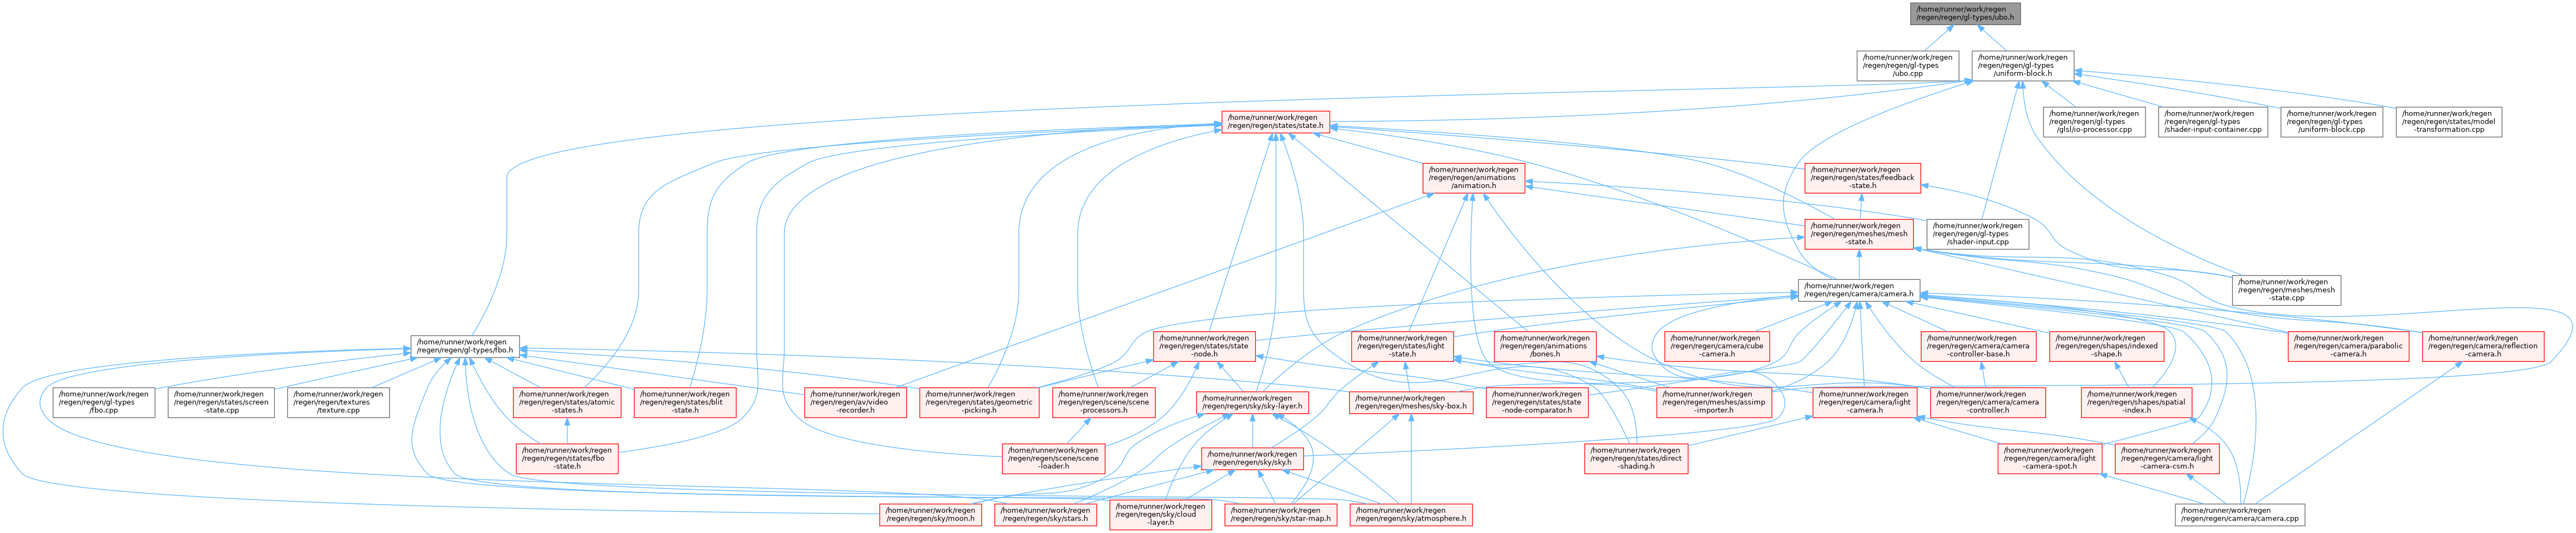 /home/runner/work/regen
/regen/regen/gl-types/ubo.h
/home/runner/work/regen
/regen/regen/gl-types
/ubo.cpp
/home/runner/work/regen
/regen/regen/gl-types
/uniform-block.h
/home/runner/work/regen
/regen/regen/states/state.h
/home/runner/work/regen
/regen/regen/gl-types
/glsl/io-processor.cpp
/home/runner/work/regen
/regen/regen/gl-types
/shader-input-container.cpp
/home/runner/work/regen
/regen/regen/gl-types
/uniform-block.cpp
/home/runner/work/regen
/regen/regen/states/model
-transformation.cpp
/home/runner/work/regen
/regen/regen/animations
/animation.h
/home/runner/work/regen
/regen/regen/states/feedback
-state.h
/home/runner/work/regen
/regen/regen/meshes/mesh
-state.h
/home/runner/work/regen
/regen/regen/gl-types
/shader-input.cpp
/home/runner/work/regen
/regen/regen/camera/camera.h
/home/runner/work/regen
/regen/regen/meshes/mesh
-state.cpp
/home/runner/work/regen
/regen/regen/gl-types/fbo.h
/home/runner/work/regen
/regen/regen/states/state
-node.h
/home/runner/work/regen
/regen/regen/states/light
-state.h
/home/runner/work/regen
/regen/regen/animations
/bones.h
/home/runner/work/regen
/regen/regen/camera/cube
-camera.h
/home/runner/work/regen
/regen/regen/camera/camera
-controller-base.h
/home/runner/work/regen
/regen/regen/shapes/indexed
-shape.h
/home/runner/work/regen
/regen/regen/camera/parabolic
-camera.h
/home/runner/work/regen
/regen/regen/camera/reflection
-camera.h
/home/runner/work/regen
/regen/regen/gl-types
/fbo.cpp
/home/runner/work/regen
/regen/regen/states/screen
-state.cpp
/home/runner/work/regen
/regen/regen/textures
/texture.cpp
/home/runner/work/regen
/regen/regen/states/atomic
-states.h
/home/runner/work/regen
/regen/regen/states/blit
-state.h
/home/runner/work/regen
/regen/regen/av/video
-recorder.h
/home/runner/work/regen
/regen/regen/states/geometric
-picking.h
/home/runner/work/regen
/regen/regen/scene/scene
-processors.h
/home/runner/work/regen
/regen/regen/sky/sky-layer.h
/home/runner/work/regen
/regen/regen/meshes/sky-box.h
/home/runner/work/regen
/regen/regen/states/state
-node-comparator.h
/home/runner/work/regen
/regen/regen/meshes/assimp
-importer.h
/home/runner/work/regen
/regen/regen/camera/light
-camera.h
/home/runner/work/regen
/regen/regen/camera/camera
-controller.h
/home/runner/work/regen
/regen/regen/shapes/spatial
-index.h
/home/runner/work/regen
/regen/regen/states/fbo
-state.h
/home/runner/work/regen
/regen/regen/scene/scene
-loader.h
/home/runner/work/regen
/regen/regen/sky/sky.h
/home/runner/work/regen
/regen/regen/states/direct
-shading.h
/home/runner/work/regen
/regen/regen/camera/light
-camera-spot.h
/home/runner/work/regen
/regen/regen/camera/light
-camera-csm.h
/home/runner/work/regen
/regen/regen/sky/moon.h
/home/runner/work/regen
/regen/regen/sky/stars.h
/home/runner/work/regen
/regen/regen/sky/cloud
-layer.h
/home/runner/work/regen
/regen/regen/sky/star-map.h
/home/runner/work/regen
/regen/regen/sky/atmosphere.h
/home/runner/work/regen
/regen/regen/camera/camera.cpp